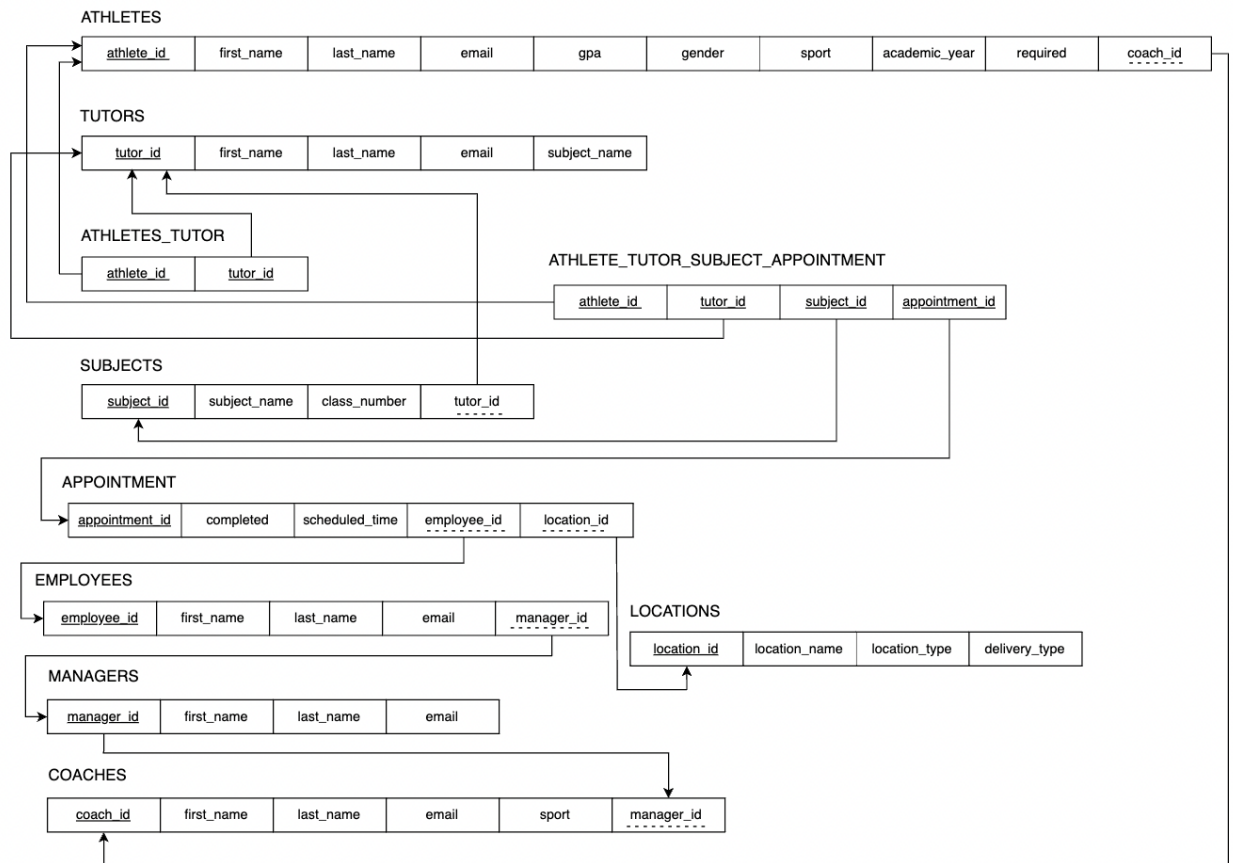 ATHLETES
athlete_id first_name last_name email gpa gender sport academic_year required coach_id
TUTORS
tutor_id first_name last_name email subject_name
ATHLETES_TUTOR
athlete_id tutor_id
ATHLETE_TUTOR_SUBJECT_APPOINTMENT
athlete_id tutor_id subject_id appointment_id
SUBJECTS
subject_id subject_name class_number tutor_id
APPOINTMENT
appointment_id completed scheduled_time employee_id location_id
EMPLOYEES
employee_id first_name last_name email manager_id
LOCATIONS
location_id location_name location_type delivery_type
MANAGERS
manager_id first_name last_name email
COACHES
coach_id first_name last_name email sport manager_id